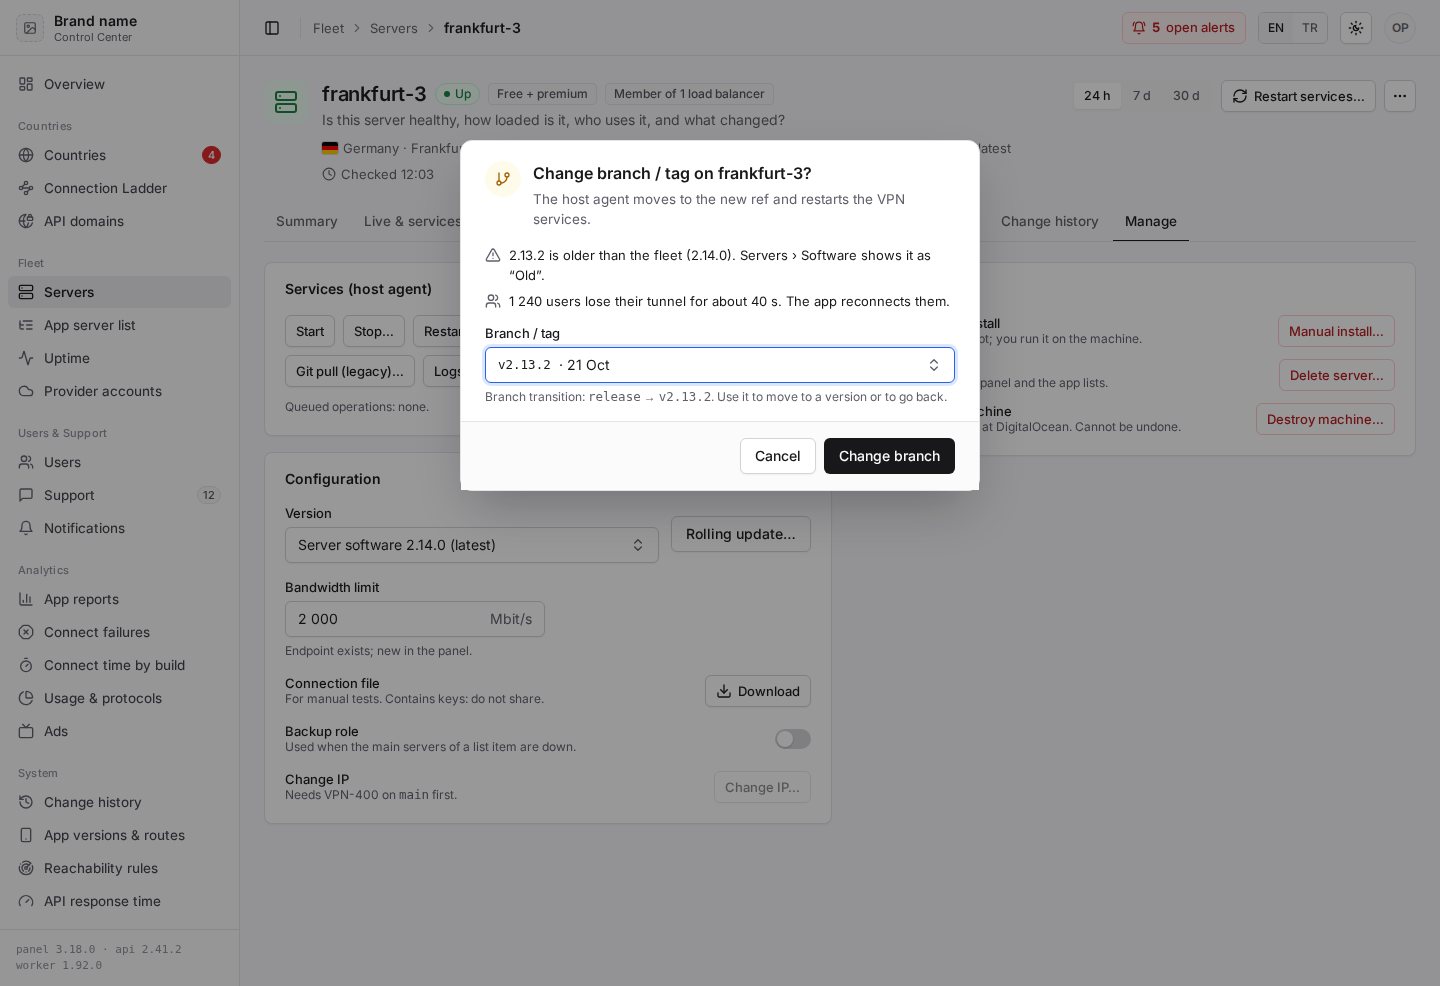 Brand name
Control Center
Fleet
Servers
frankfurt-3
5 open alerts
EN
TR
OP
Overview
Countries
Countries
4
Connection Ladder
API domains
Fleet
Servers
App server list
Uptime
Provider accounts
Users & Support
Users
Support
12
Notifications
Analytics
App reports
Connect failures
Connect time by build
Usage & protocols
Ads
System
Change history
App versions & routes
Reachability rules
API response time
panel 3.18.0 · api 2.41.2
worker 1.92.0
frankfurt-3
Up
Free + premium
Member of 1 load balancer
24 h
7 d
30 d
Restart services...
Is this server healthy, how loaded is it, who uses it, and what changed?
Germany ·
Checked 12:03
Summary
Live & services
Change history
Manage
Change branch / tag on frankfurt-3?
The host agent moves to the new ref and restarts the VPN
services.
2.13.2 is older than the fleet (2.14.0). Servers › Software shows it as
“Old”.
1 240 users lose their tunnel for about 40 s. The app reconnects them.
Branch / tag
v2.13.2 · 21 Oct
Branch transition: release → v2.13.2. Use it to move to a version or to go back.
Cancel
Change branch
Services (host agent)
Start
Stop...
Git pull (legacy)...
Queued operations: none.
Configuration
Version
Server software 2.14.0 (latest)
Rolling update...
Bandwidth limit
2 000
Mbit/s
Endpoint exists; new in the panel.
Connection file
For manual tests. Contains keys: do not share.
Download
Backup role
Used when the main servers of a list item are down.
Change IP
Needs VPN-400 on main first.
Change IP...
you run it on the machine.
Manual install...
panel and the app lists.
Delete server...
at DigitalOcean. Cannot be undone.
Destroy machine...